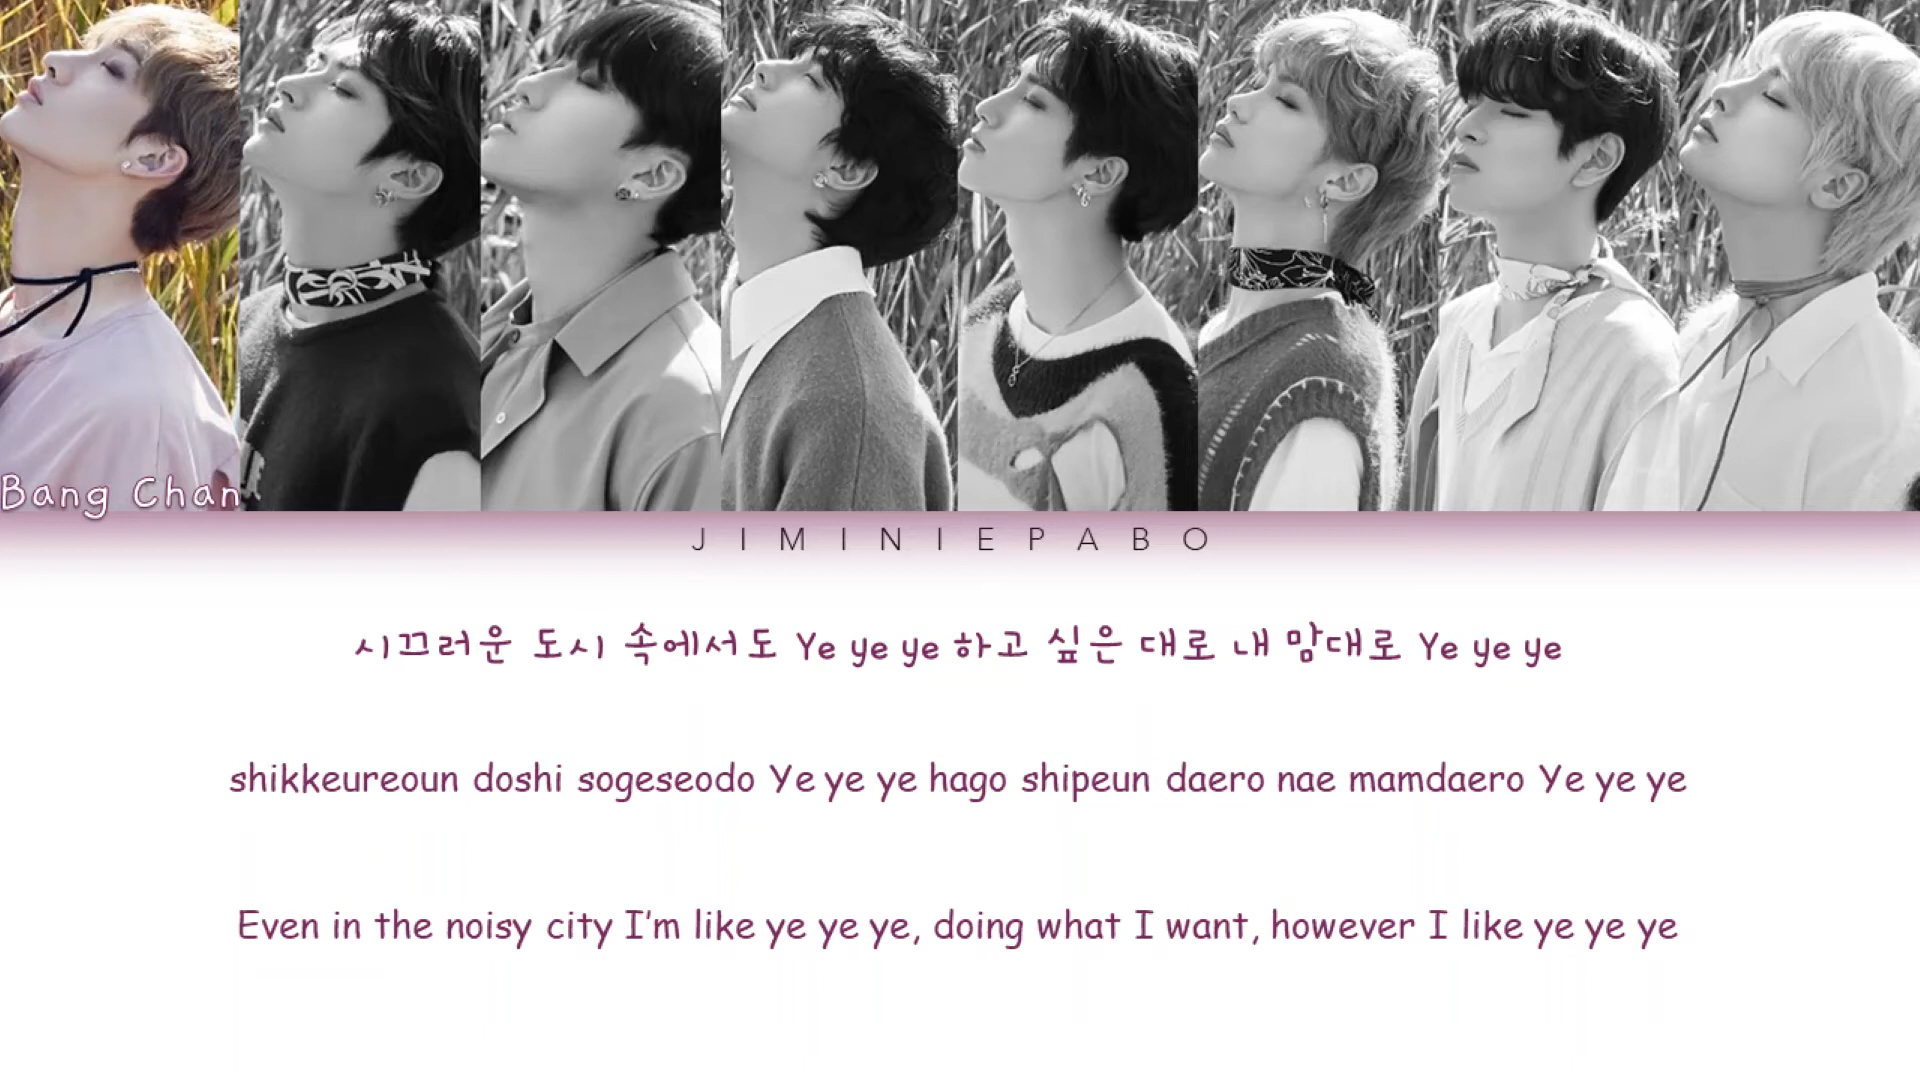 Bang Chan
JIMINIEPABO
시끄러운 도시 속에서도 Ye ye ye 하고 싶은 대로 내 맘대로 Ye ye ye
shikkeureoun doshi sogeseodo Ye ye ye hago shipeun daero nae mamdaero Ye ye ye
Even in the noisy city I'm like ye ye ye, doing what I want, however I like ye ye ye